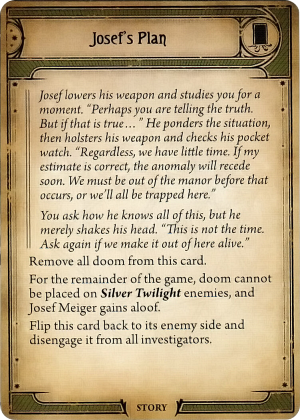 Josef's Plan
Josef lowers his weapon and studies you for a
moment. “Perhaps you are telling the truth.
But if that is true…” He ponders the situation,
then holsters his weapon and checks his pocket
watch. “Regardless, we have little time. If my
estimate is correct, the anomaly will recede
soon. We must be out of the manor before that
occurs, or we’ll all be trapped here.”
You ask how he knows all of this, but he
merely shakes his head. “This is not the time.
Ask again if we make it out of here alive.”
Remove all doom from this card.
For the remainder of the game, doom cannot
be placed on Silver Twilight enemies, and
Josef Meiger gains aloof.
Flip this card back to its enemy side and
disengage it from all investigators.
STORY